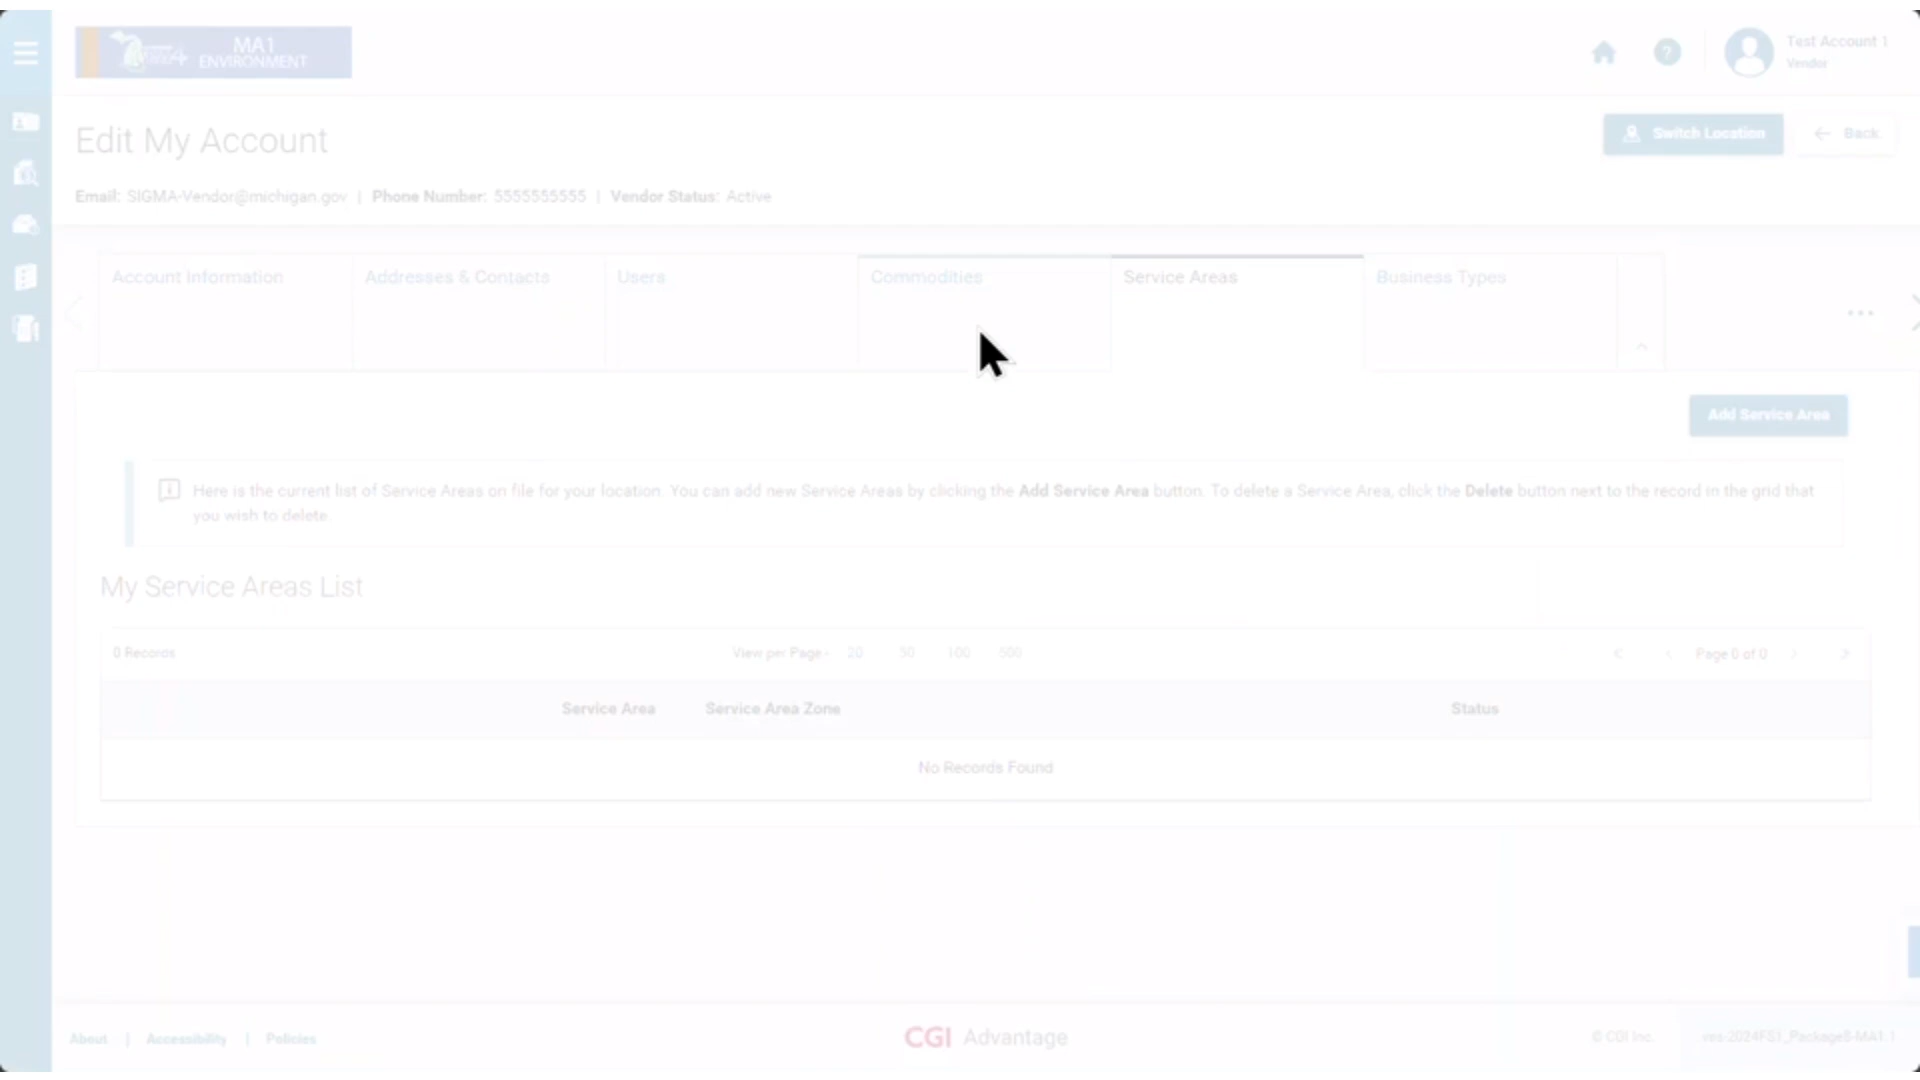 MA1
ENVIRONMENT
?
Test Account 1
Vendor
Edit My Account
Switch Location
Back
Email: SIGMA-Vendor@michigan.gov | Phone Number: 5555555555 | Vendor Status: Active
Account Information
Addresses & Contacts
Users
Commodities
Service Areas
Business Types
Add Service Area
Here is the current list of Service Areas on file for your location. You can add new Service Areas by clicking the Add Service Area button. To delete a Service Area, click the Delete button next to the record in the grid that
you wish to delete.
My Service Areas List
0 Records
View per Page - 20 50 100 500
Page 0 of 0
Service Area
Service Area Zone
Status
No Records Found
About | Accessibility | Policies
CGI Advantage
© CGI Inc.